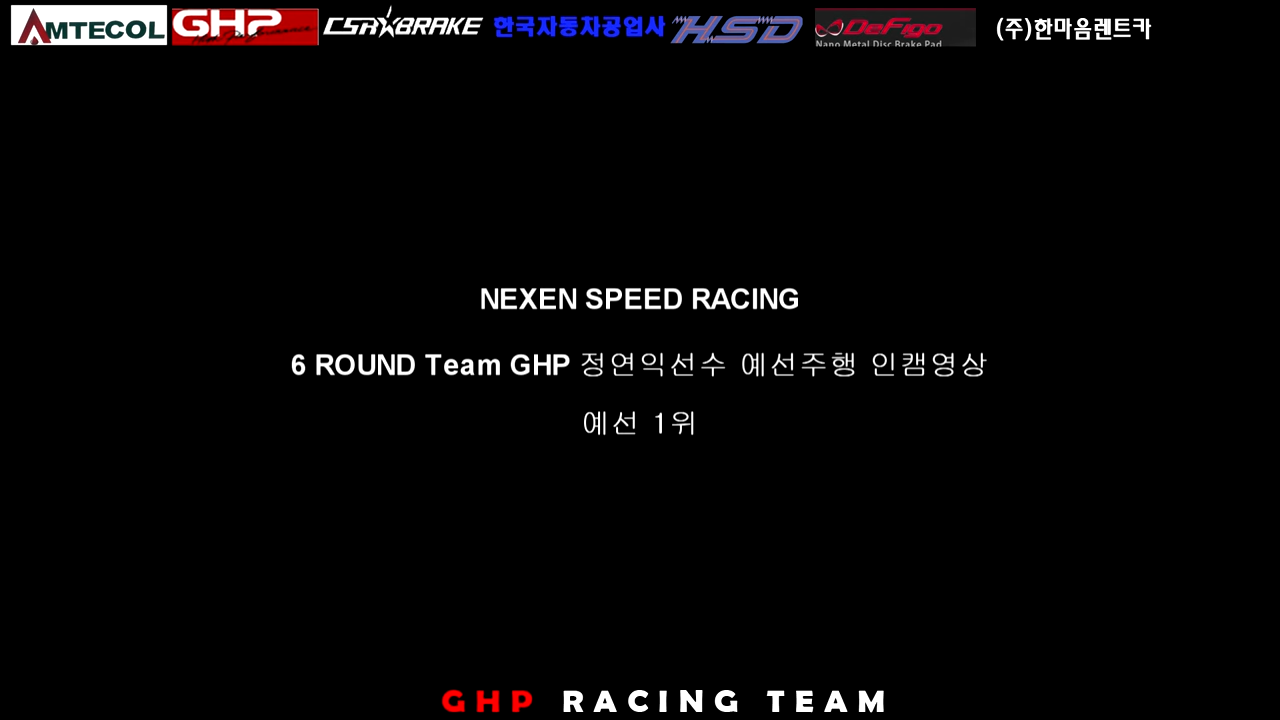 AMTECOL GHP CSR BRAKE 한국자동차공업사 HSD DeFigo (주)한마음렌트카
Nano Metal Disc Brake Pad
NEXEN SPEED RACING
6 ROUND Team GHP 정연익선수 예선주행 인캠영상
예선 1위
GHP RACING TEAM